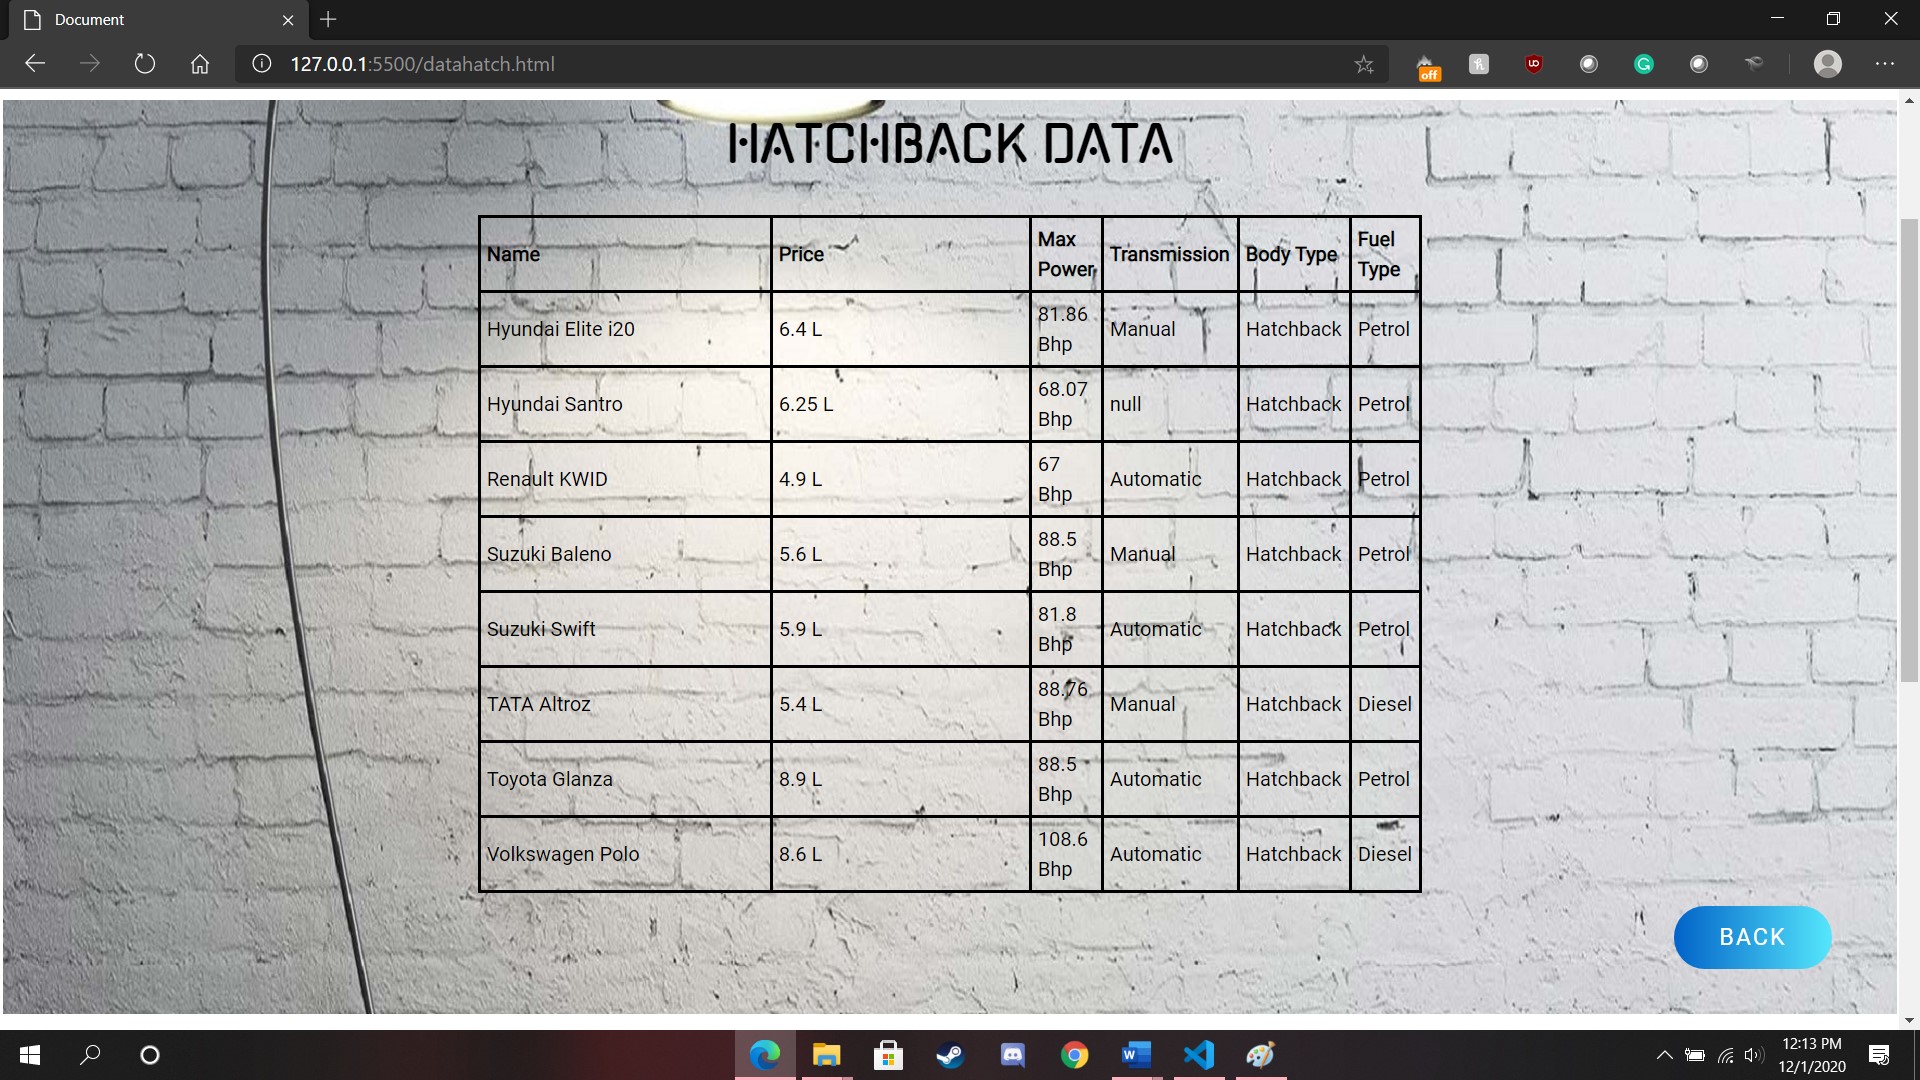 Document
127.0.0.1:5500/datahatch.html
off
HATCHBACK DATA
Name Price Max Power Transmission Body Type Fuel Type
Hyundai Elite i20 6.4 L 81.86 Bhp Manual Hatchback Petrol
Hyundai Santro 6.25 L 68.07 Bhp null Hatchback Petrol
Renault KWID 4.9 L 67 Bhp Automatic Hatchback Petrol
Suzuki Baleno 5.6 L 88.5 Bhp Manual Hatchback Petrol
Suzuki Swift 5.9 L 81.8 Bhp Automatic Hatchback Petrol
TATA Altroz 5.4 L 88.76 Bhp Manual Hatchback Diesel
Toyota Glanza 8.9 L 88.5 Bhp Automatic Hatchback Petrol
Volkswagen Polo 8.6 L 108.6 Bhp Automatic Hatchback Diesel
BACK
12:13 PM
12/1/2020